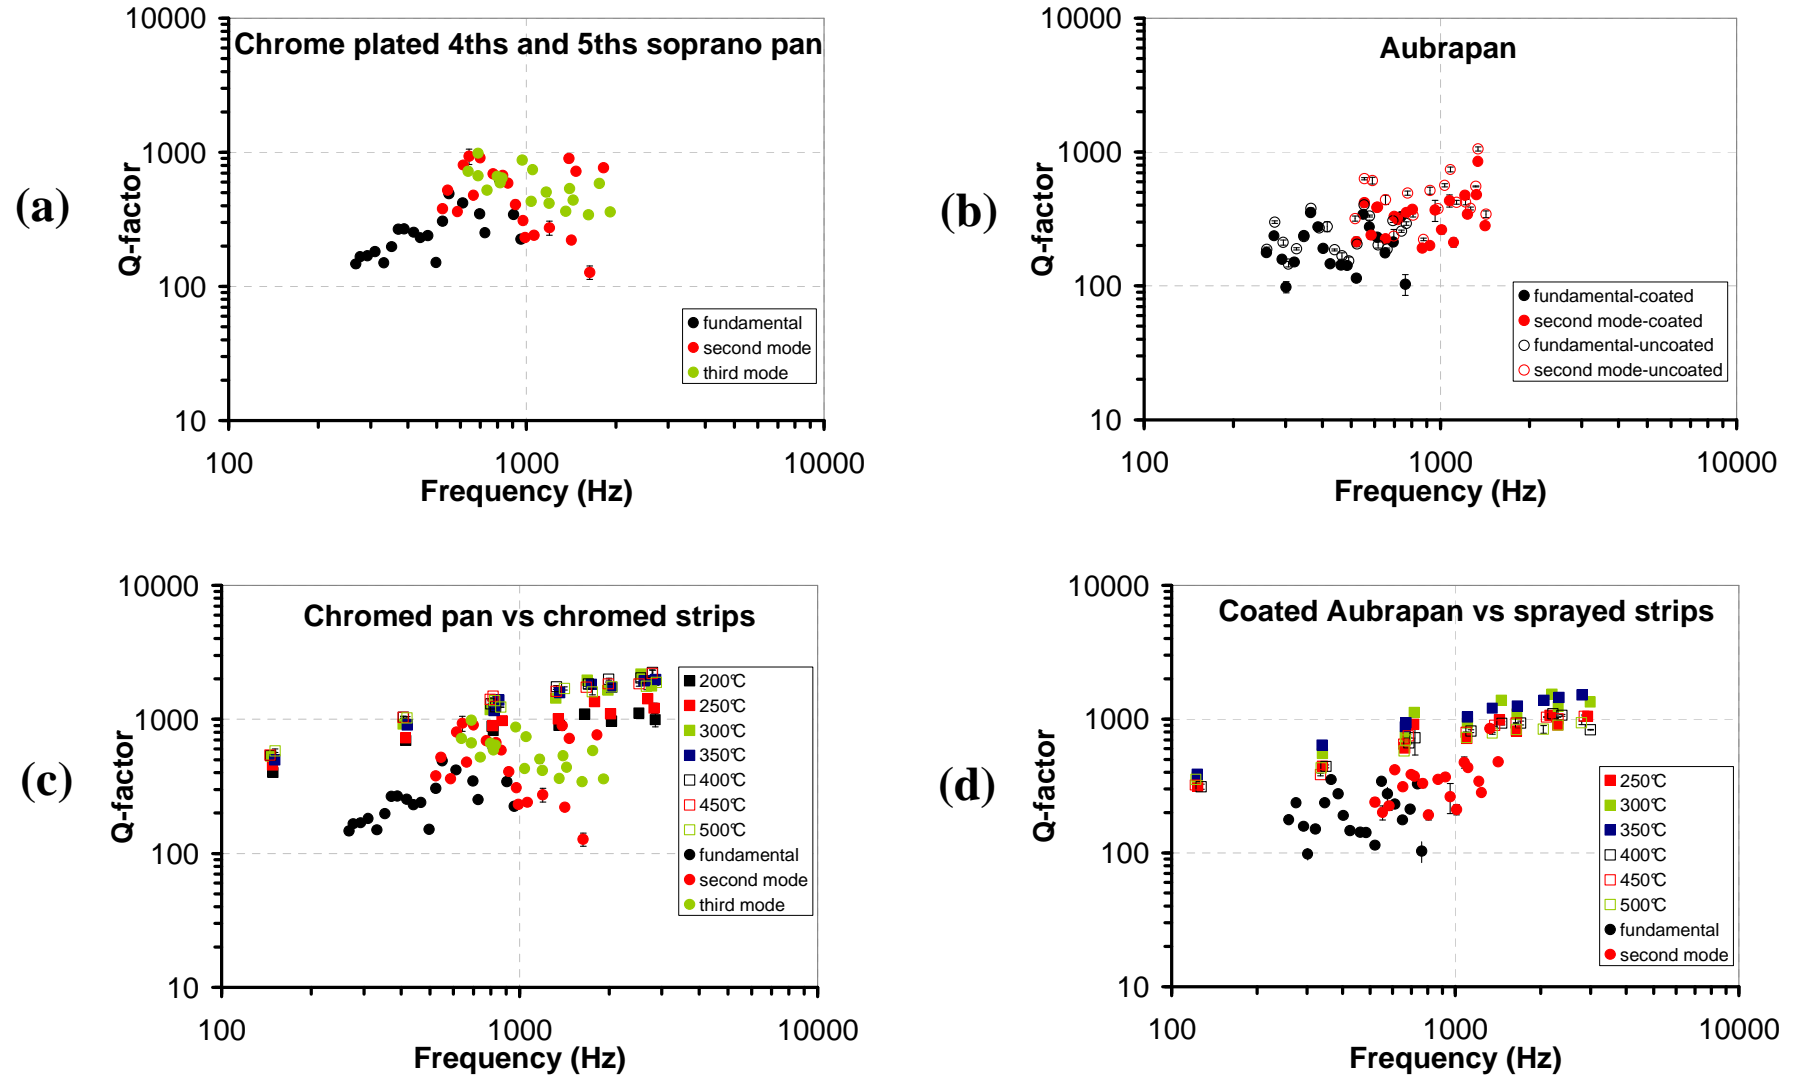 (a)
Chrome plated 4ths and 5ths soprano pan
Q-factor
10000
1000
100
10
100
1000
10000
Frequency (Hz)
fundamental
second mode
third mode
(b)
Aubrapan
Q-factor
10000
1000
100
10
100
1000
10000
Frequency (Hz)
fundamental-coated
second mode-coated
fundamental-uncoated
second mode-uncoated
(c)
Chromed pan vs chromed strips
Q-factor
10000
1000
100
10
100
1000
10000
Frequency (Hz)
200°C
250°C
300°C
350°C
400°C
450°C
500°C
fundamental
second mode
third mode
(d)
Coated Aubrapan vs sprayed strips
Q-factor
10000
1000
100
10
100
1000
10000
Frequency (Hz)
250°C
300°C
350°C
400°C
450°C
500°C
fundamental
second mode